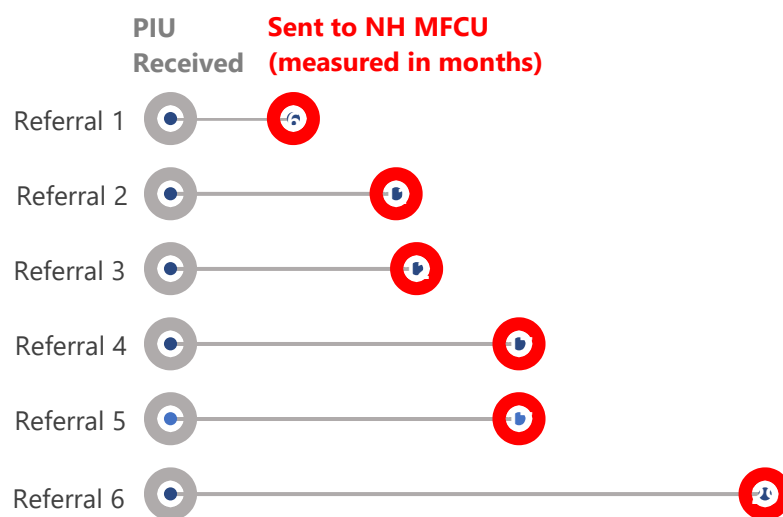 PIU
Received
Sent to NH MFCU
(measured in months)
Referral 1
Referral 2
Referral 3
Referral 4
Referral 5
Referral 6